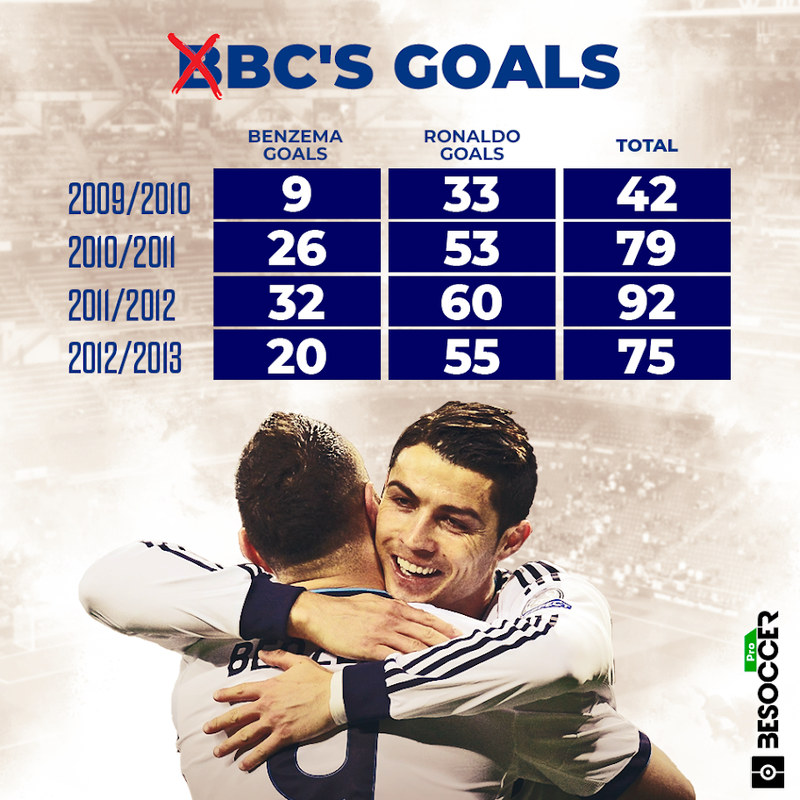 BBC'S GOALS
BENZEMA GOALS
RONALDO GOALS
TOTAL
2009/2010 9 33 42
2010/2011 26 53 79
2011/2012 32 60 92
2012/2013 20 55 75
Pro
BESOCCER